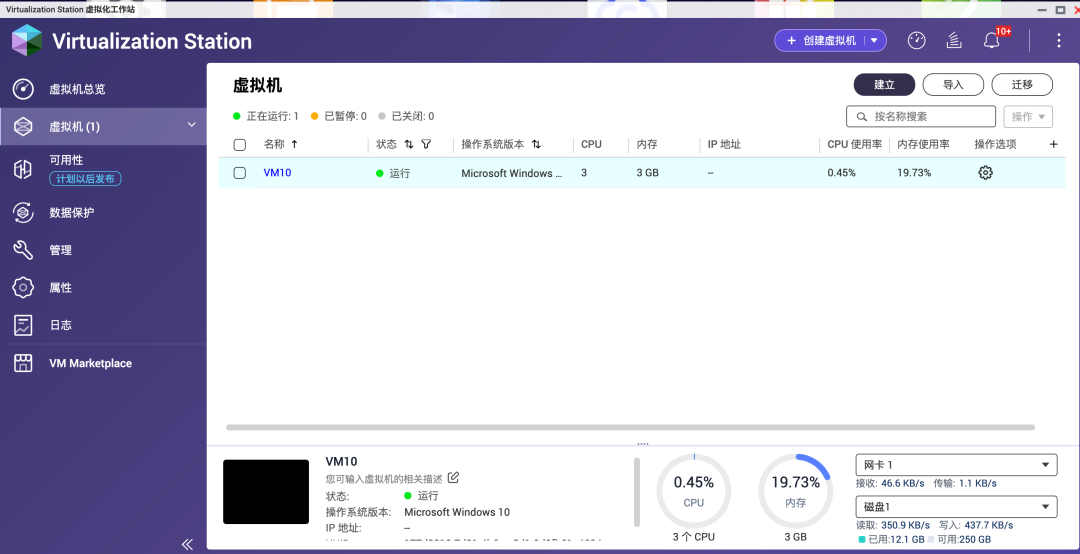 Virtualization Station 虚拟化工作站
Virtualization Station
+ 创建虚拟机
10+
虚拟机总览
虚拟机 (1)
可用性
计划以后发布
数据保护
管理
属性
日志
VM Marketplace
虚拟机
建立 导入 迁移
正在运行: 1 已暂停: 0 已关闭: 0
按名称搜索 操作
名称 状态 操作系统版本 CPU 内存 IP 地址 CPU 使用率 内存使用率 操作选项 +
VM10 运行 Microsoft Windows ... 3 3 GB -- 0.45% 19.73%
VM10
您可输入虚拟机的相关描述
状态: 运行
操作系统版本: Microsoft Windows 10
IP 地址: --
0.45%
CPU
3 个 CPU
19.73%
内存
3 GB
网卡 1
接收: 46.6 KB/s 传输: 1.1 KB/s
磁盘1
读取: 350.9 KB/s 写入: 437.7 KB/s
已用:12.1 GB 可用:250 GB